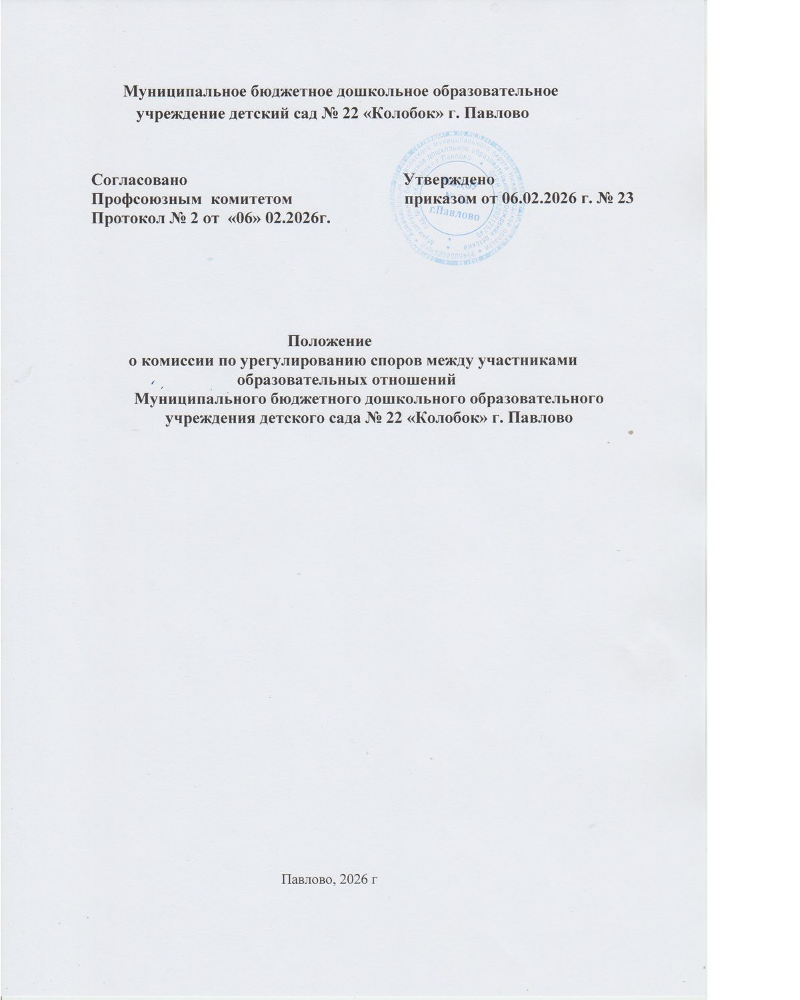 Муниципальное бюджетное дошкольное образовательное
учреждение детский сад № 22 «Колобок» г. Павлово
Согласовано
Утверждено
Профсоюзным комитетом
приказом от 06.02.2026 г. № 23
Протокол № 2 от «06» 02.2026г.
г.Павлово
Положение
о комиссии по урегулированию споров между участниками
образовательных отношений
Муниципального бюджетного дошкольного образовательного
учреждения детского сада № 22 «Колобок» г. Павлово
Павлово, 2026 г